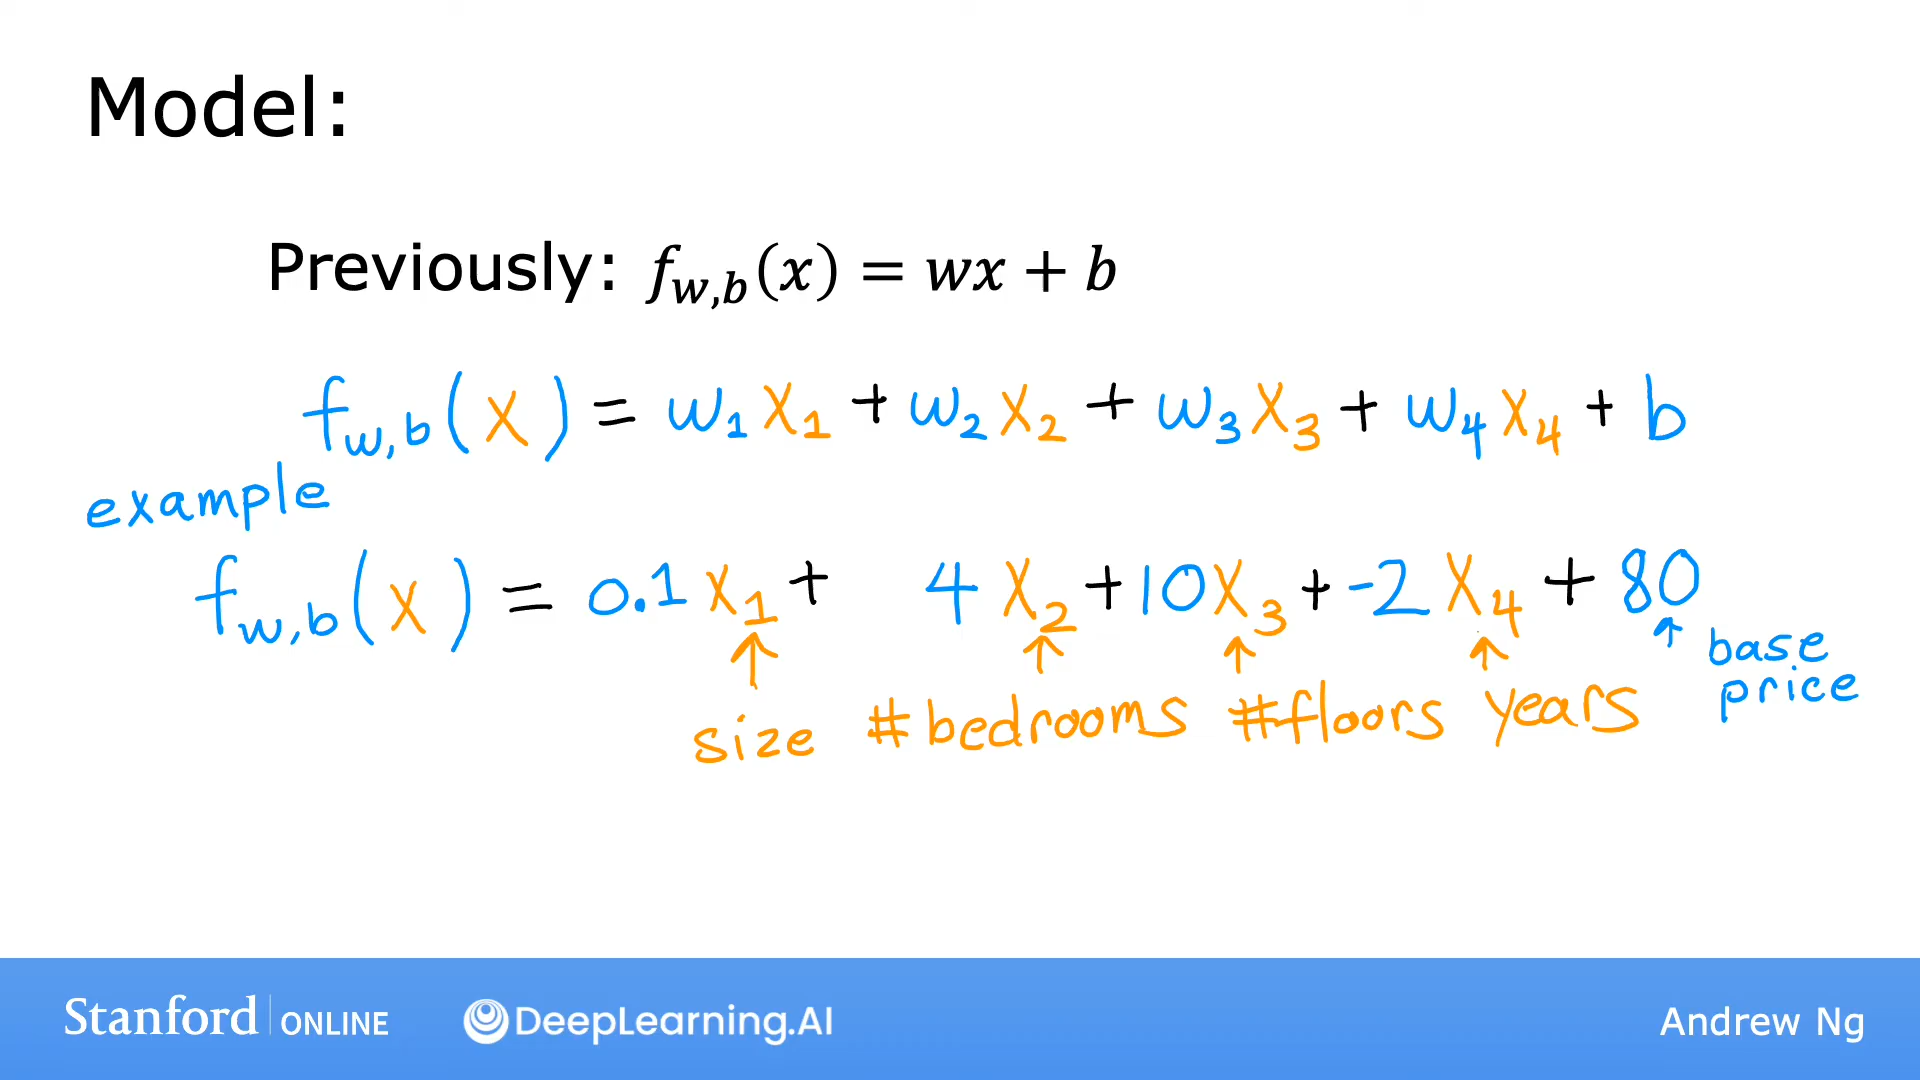 Model:
Previously: f_{w,b}(x) = wx + b
f_{w,b}(x) = w₁x₁ + w₂x₂ + w₃x₃ + w₄x₄ + b
example
f_{w,b}(x) = 0.1x₁ + 4x₂ + 10x₃ + -2x₄ + 80
↑ ↑ ↑ ↑ ↑ base price
size #bedrooms #floors years
Stanford | ONLINE DeepLearning.AI Andrew Ng